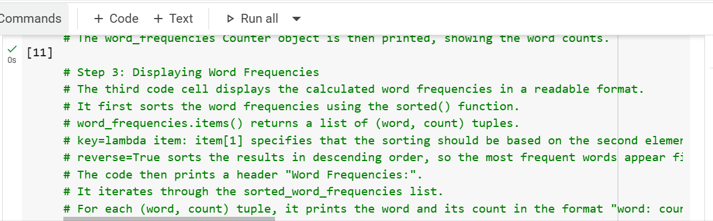 Commands + Code + Text Run all
# The word_frequencies Counter object is then printed, showing the word counts.
[11]
0s
# Step 3: Displaying Word Frequencies
# The third code cell displays the calculated word frequencies in a readable format.
# It first sorts the word frequencies using the sorted() function.
# word_frequencies.items() returns a list of (word, count) tuples.
# key=lambda item: item[1] specifies that the sorting should be based on the second elemen
# reverse=True sorts the results in descending order, so the most frequent words appear fi
# The code then prints a header "Word Frequencies:".
# It iterates through the sorted_word_frequencies list.
# For each (word, count) tuple, it prints the word and its count in the format "word: coun